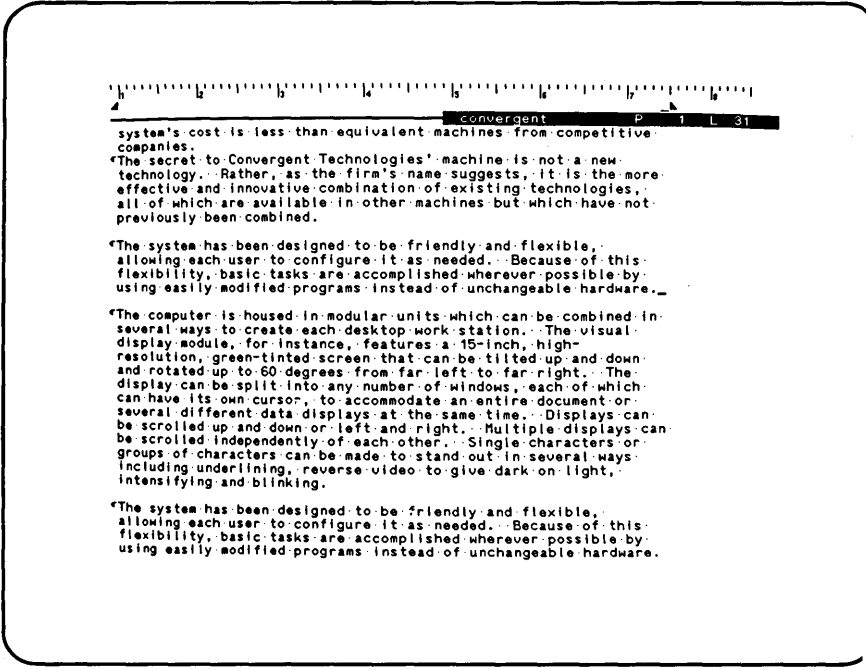 1 2 3 4 5 6 7 8
convergent P 1 L 31
system's cost is less than equivalent machines from competitive
companies.
The secret to Convergent Technologies' machine is not a new
technology. Rather, as the firm's name suggests, it is the more
effective and innovative combination of existing technologies,
all of which are available in other machines but which have not
previously been combined.
The system has been designed to be friendly and flexible,
allowing each user to configure it as needed. Because of this
flexibility, basic tasks are accomplished wherever possible by
using easily modified programs instead of unchangeable hardware.
The computer is housed in modular units which can be combined in
several ways to create each desktop work station. The visual
display module, for instance, features a 15-inch, high-
resolution, green-tinted screen that can be tilted up and down
and rotated up to 60 degrees from far left to far right. The
display can be split into any number of windows, each of which
can have its own cursor, to accommodate an entire document or
several different data displays at the same time. Displays can
be scrolled up and down or left and right. Multiple displays can
be scrolled independently of each other. Single characters or
groups of characters can be made to stand out in several ways
including underlining, reverse video to give dark on light,
intensifying and blinking.
The system has been designed to be friendly and flexible,
allowing each user to configure it as needed. Because of this
flexibility, basic tasks are accomplished wherever possible by
using easily modified programs instead of unchangeable hardware.